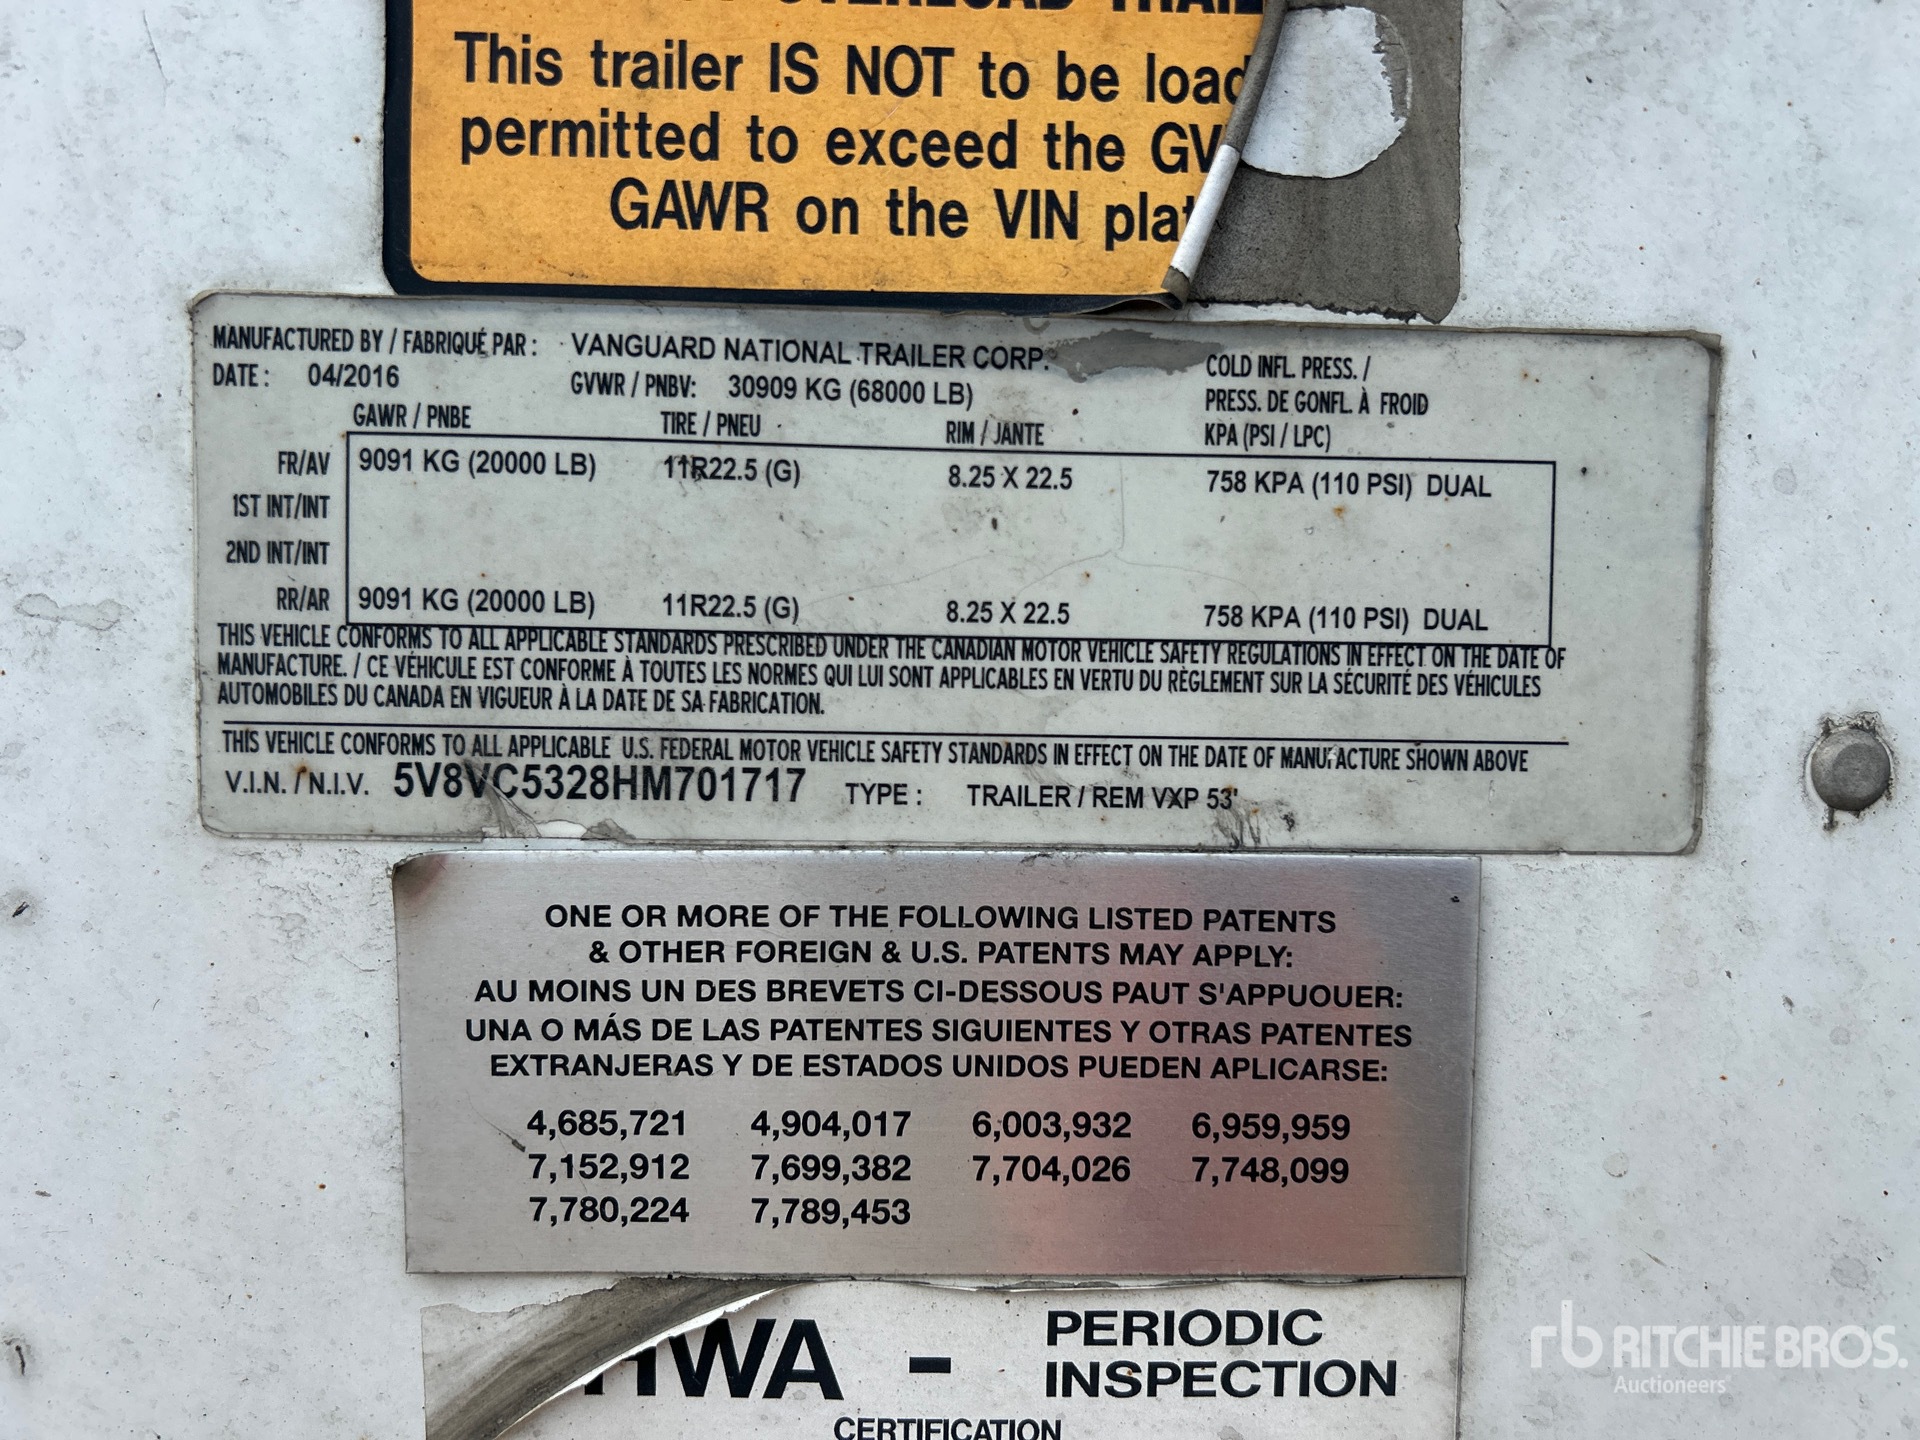 OVERLOAD
This trailer IS NOT to be
permitted to exceed the
GAWR on the VIN
MANUFACTURED BY / FABRIQUÉ PAR : VANGUARD NATIONAL TRAILER CORP.
DATE : 04/2016 GVWR / PNBV: 30909 KG (68000 LB)
COLD INFL. PRESS. /
PRESS. DE GONFL. À FROID
GAWR / PNBE TIRE / PNEU RIM / JANTE KPA (PSI / LPC)
FR/AV 9091 KG (20000 LB) 11R22.5 (G) 8.25 X 22.5 758 KPA (110 PSI) DUAL
1ST INT/INT
2ND INT/INT
RR/AR 9091 KG (20000 LB) 11R22.5 (G) 8.25 X 22.5 758 KPA (110 PSI) DUAL
THIS VEHICLE CONFORMS TO ALL APPLICABLE STANDARDS PRESCRIBED UNDER THE CANADIAN MOTOR VEHICLE SAFETY REGULATIONS IN EFFECT ON THE DATE OF
MANUFACTURE. / CE VÉHICULE EST CONFORME À TOUTES LES NORMES QUI LUI SONT APPLICABLES EN VERTU DU RÈGLEMENT SUR LA SÉCURITÉ DES VÉHICULES
AUTOMOBILES DU CANADA EN VIGUEUR À LA DATE DE SA FABRICATION.
THIS VEHICLE CONFORMS TO ALL APPLICABLE U.S. FEDERAL MOTOR VEHICLE SAFETY STANDARDS IN EFFECT ON THE DATE OF MANUFACTURE SHOWN ABOVE
V.I.N. / N.I.V. 5V8VC5328HM701717 TYPE : TRAILER / REM VXP 53'
ONE OR MORE OF THE FOLLOWING LISTED PATENTS
& OTHER FOREIGN & U.S. PATENTS MAY APPLY:
AU MOINS UN DES BREVETS CI-DESSOUS PAUT S'APPUOUER:
UNA O MÁS DE LAS PATENTES SIGUIENTES Y OTRAS PATENTES
EXTRANJERAS Y DE ESTADOS UNIDOS PUEDEN APLICARSE:
4,685,721 4,904,017 6,003,932 6,959,959
7,152,912 7,699,382 7,704,026 7,748,099
7,780,224 7,789,453
- PERIODIC
INSPECTION
CERTIFICATION
rb RITCHIE BROS.
Auctioneers